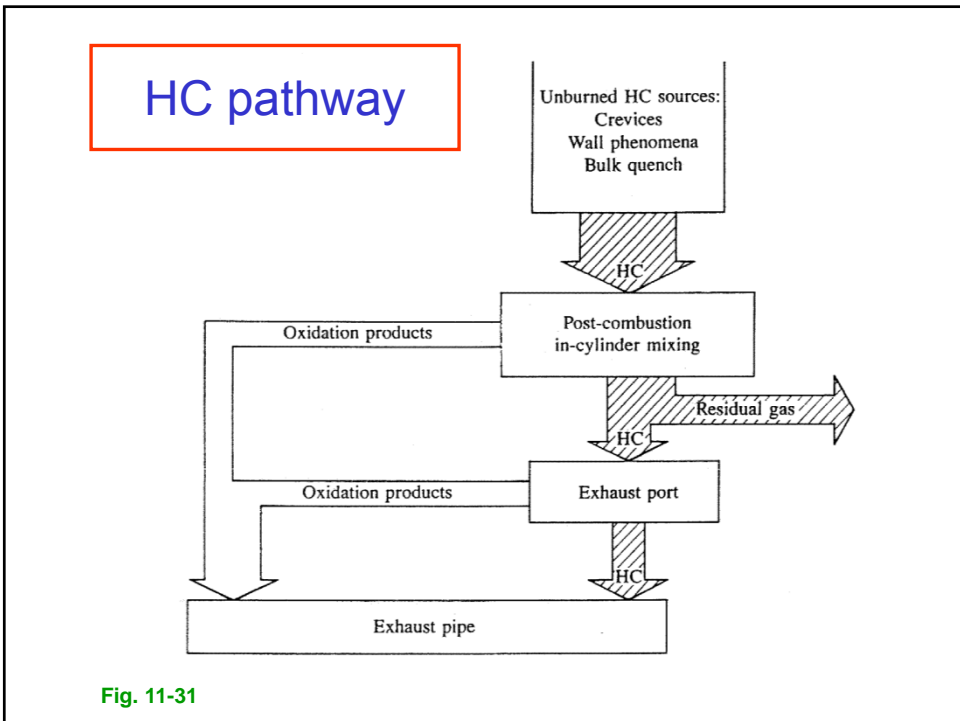 HC pathway
Unburned HC sources:
Crevices
Wall phenomena
Bulk quench
HC
Post-combustion
in-cylinder mixing
Oxidation products
Residual gas
HC
Exhaust port
Oxidation products
HC
Exhaust pipe
Fig. 11-31